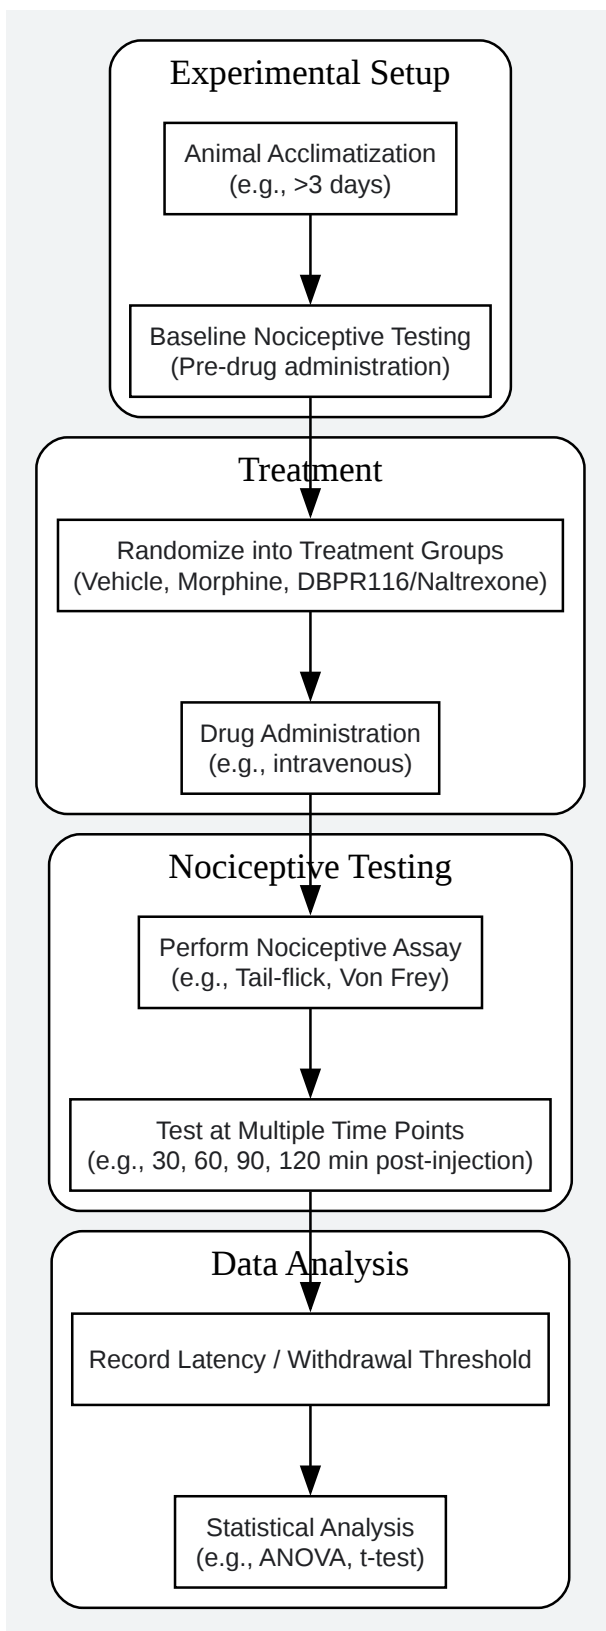 Experimental Setup
Animal Acclimatization
(e.g., >3 days)
Baseline Nociceptive Testing
(Pre-drug administration)
Treatment
Randomize into Treatment Groups
(Vehicle, Morphine, DBPR116/Naltrexone)
Drug Administration
(e.g., intravenous)
Nociceptive Testing
Perform Nociceptive Assay
(e.g., Tail-flick, Von Frey)
Test at Multiple Time Points
(e.g., 30, 60, 90, 120 min post-injection)
Data Analysis
Record Latency / Withdrawal Threshold
Statistical Analysis
(e.g., ANOVA, t-test)